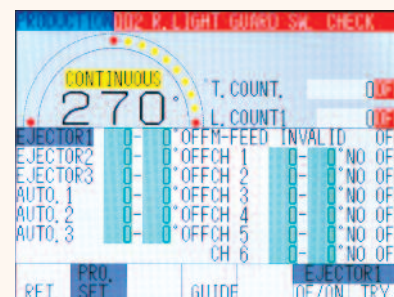 PRODUCTION 002 R.LIGHT GUARD SW. CHECK
CONTINUOUS
270°
T.COUNT. 0 OF
L.COUNT1 0 OF
EJECTOR1 0- 0°OFF M-FEED INVALID OF
EJECTOR2 0- 0°OFF CH 1 0- 0°NO OF
EJECTOR3 0- 0°OFF CH 2 0- 0°NO OF
AUTO.1 0- 0°OFF CH 3 0- 0°NO OF
AUTO.2 0- 0°OFF CH 4 0- 0°NO OF
AUTO.3 0- 0°OFF CH 5 0- 0°NO OF
CH 6 0- 0°NO OF
RET PRO. SET GUIDE EJECTOR1 OF/ON TRY